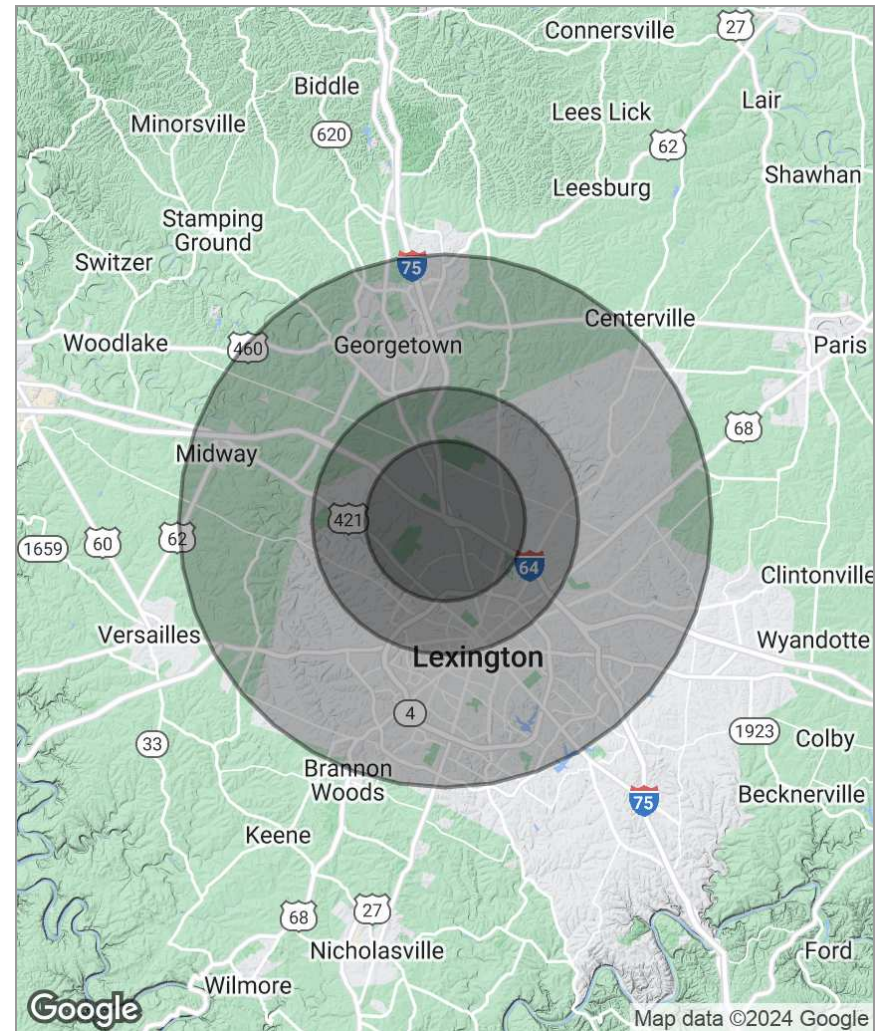 Connersville
27
Biddle
Lees Lick
Lair
Minorsville
620
62
Leesburg
Shawhan
Stamping
Ground
Switzer
75
Centerville
Woodlake
460
Georgetown
Paris
68
Midway
421
1659
60
62
64
Clintonville
Versailles
Wyandotte
Lexington
4
33
1923
Colby
Brannon
Woods
75
Becknerville
Keene
68
27
Nicholasville
Ford
Wilmore
Google
Map data ©2024 Google